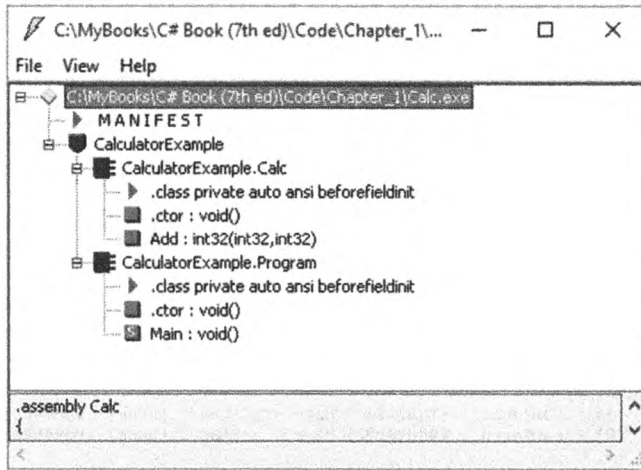 C:\MyBooks\C# Book (7th ed)\Code\Chapter_1\...
File View Help
C:\MyBooks\C# Book (7th ed)\Code\Chapter_1\Calc.exe
MANIFEST
CalculatorExample
CalculatorExample.Calc
.class private auto ansi beforefieldinit
.ctor : void()
Add : int32(int32,int32)
CalculatorExample.Program
.class private auto ansi beforefieldinit
.ctor : void()
S Main : void()
.assembly Calc
{